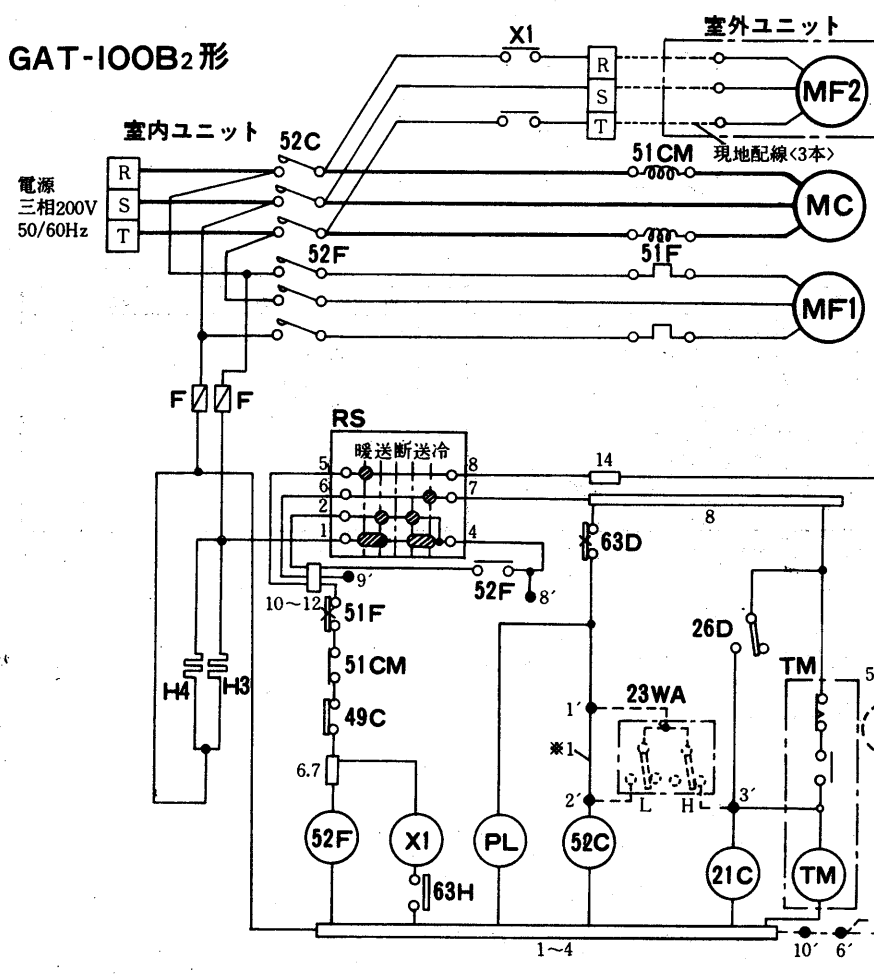 GAT-100B2形
室外ユニット
X1
R
S
T
MF2
現地配線<3本>
室内ユニット
52C
51CM
電源
三相200V
50/60Hz
R
S
T
MC
52F
51F
MF1
F
F
RS
暖送断送冷
5
6
2
1
8
7
4
14
8
63D
52F
9′
8′
10〜12
51F
51CM
49C
6.7
26D
TM
5
H4
H3
1′
23WA
※1
2′
L
H
3′
52F
X1
PL
52C
21C
TM
63H
1〜4
10′
6′